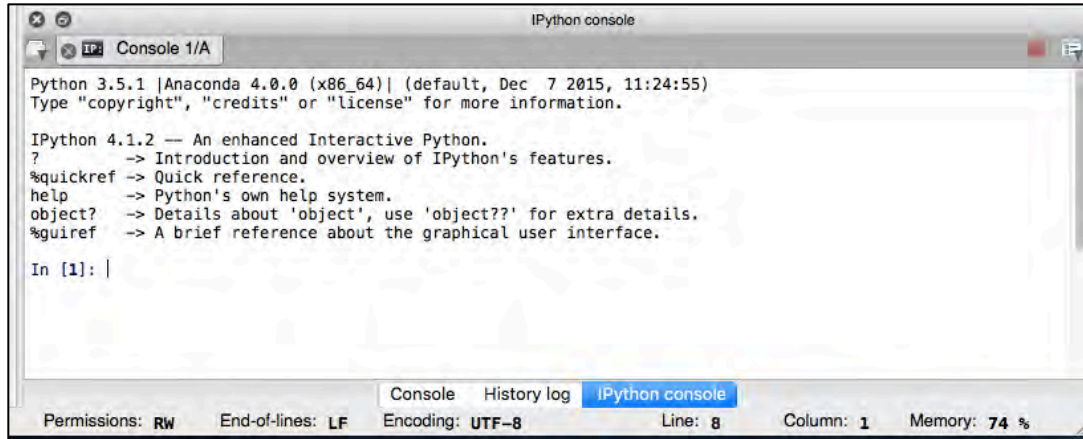 IPython console
IP: Console 1/A
Python 3.5.1 |Anaconda 4.0.0 (x86_64)| (default, Dec  7 2015, 11:24:55)
Type "copyright", "credits" or "license" for more information.
IPython 4.1.2 -- An enhanced Interactive Python.
?         -> Introduction and overview of IPython's features.
%quickref -> Quick reference.
help      -> Python's own help system.
object?   -> Details about 'object', use 'object??' for extra details.
%guiref   -> A brief reference about the graphical user interface.
In [1]:
Console History log IPython console
Permissions: RW End-of-lines: LF Encoding: UTF-8 Line: 8 Column: 1 Memory: 74 %